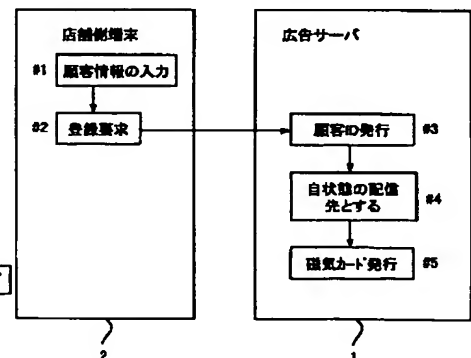 店舗側端末
広告サーバ
#1 顧客情報の入力
#2 登録要求
顧客ID発行 #3
自状態の配信
先とする #4
磁気カード発行 #5
2
1